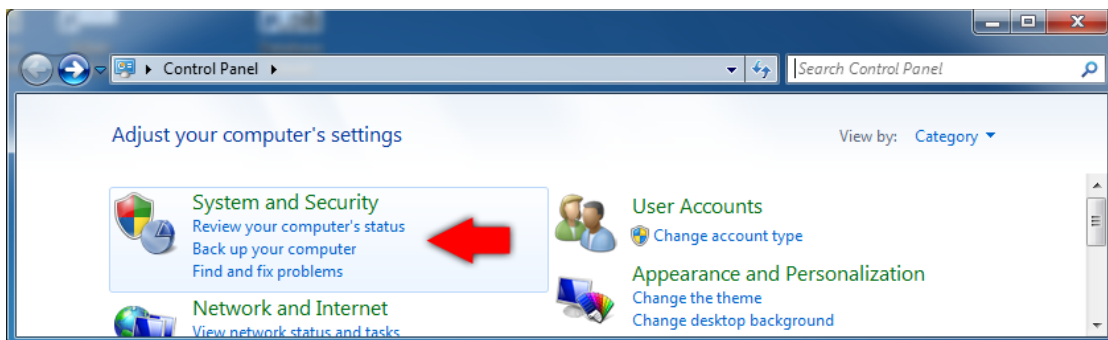 Control Panel
Search Control Panel
Adjust your computer's settings
View by: Category
System and Security
Review your computer's status
Back up your computer
Find and fix problems
Network and Internet
View network status and tasks
User Accounts
Change account type
Appearance and Personalization
Change the theme
Change desktop background